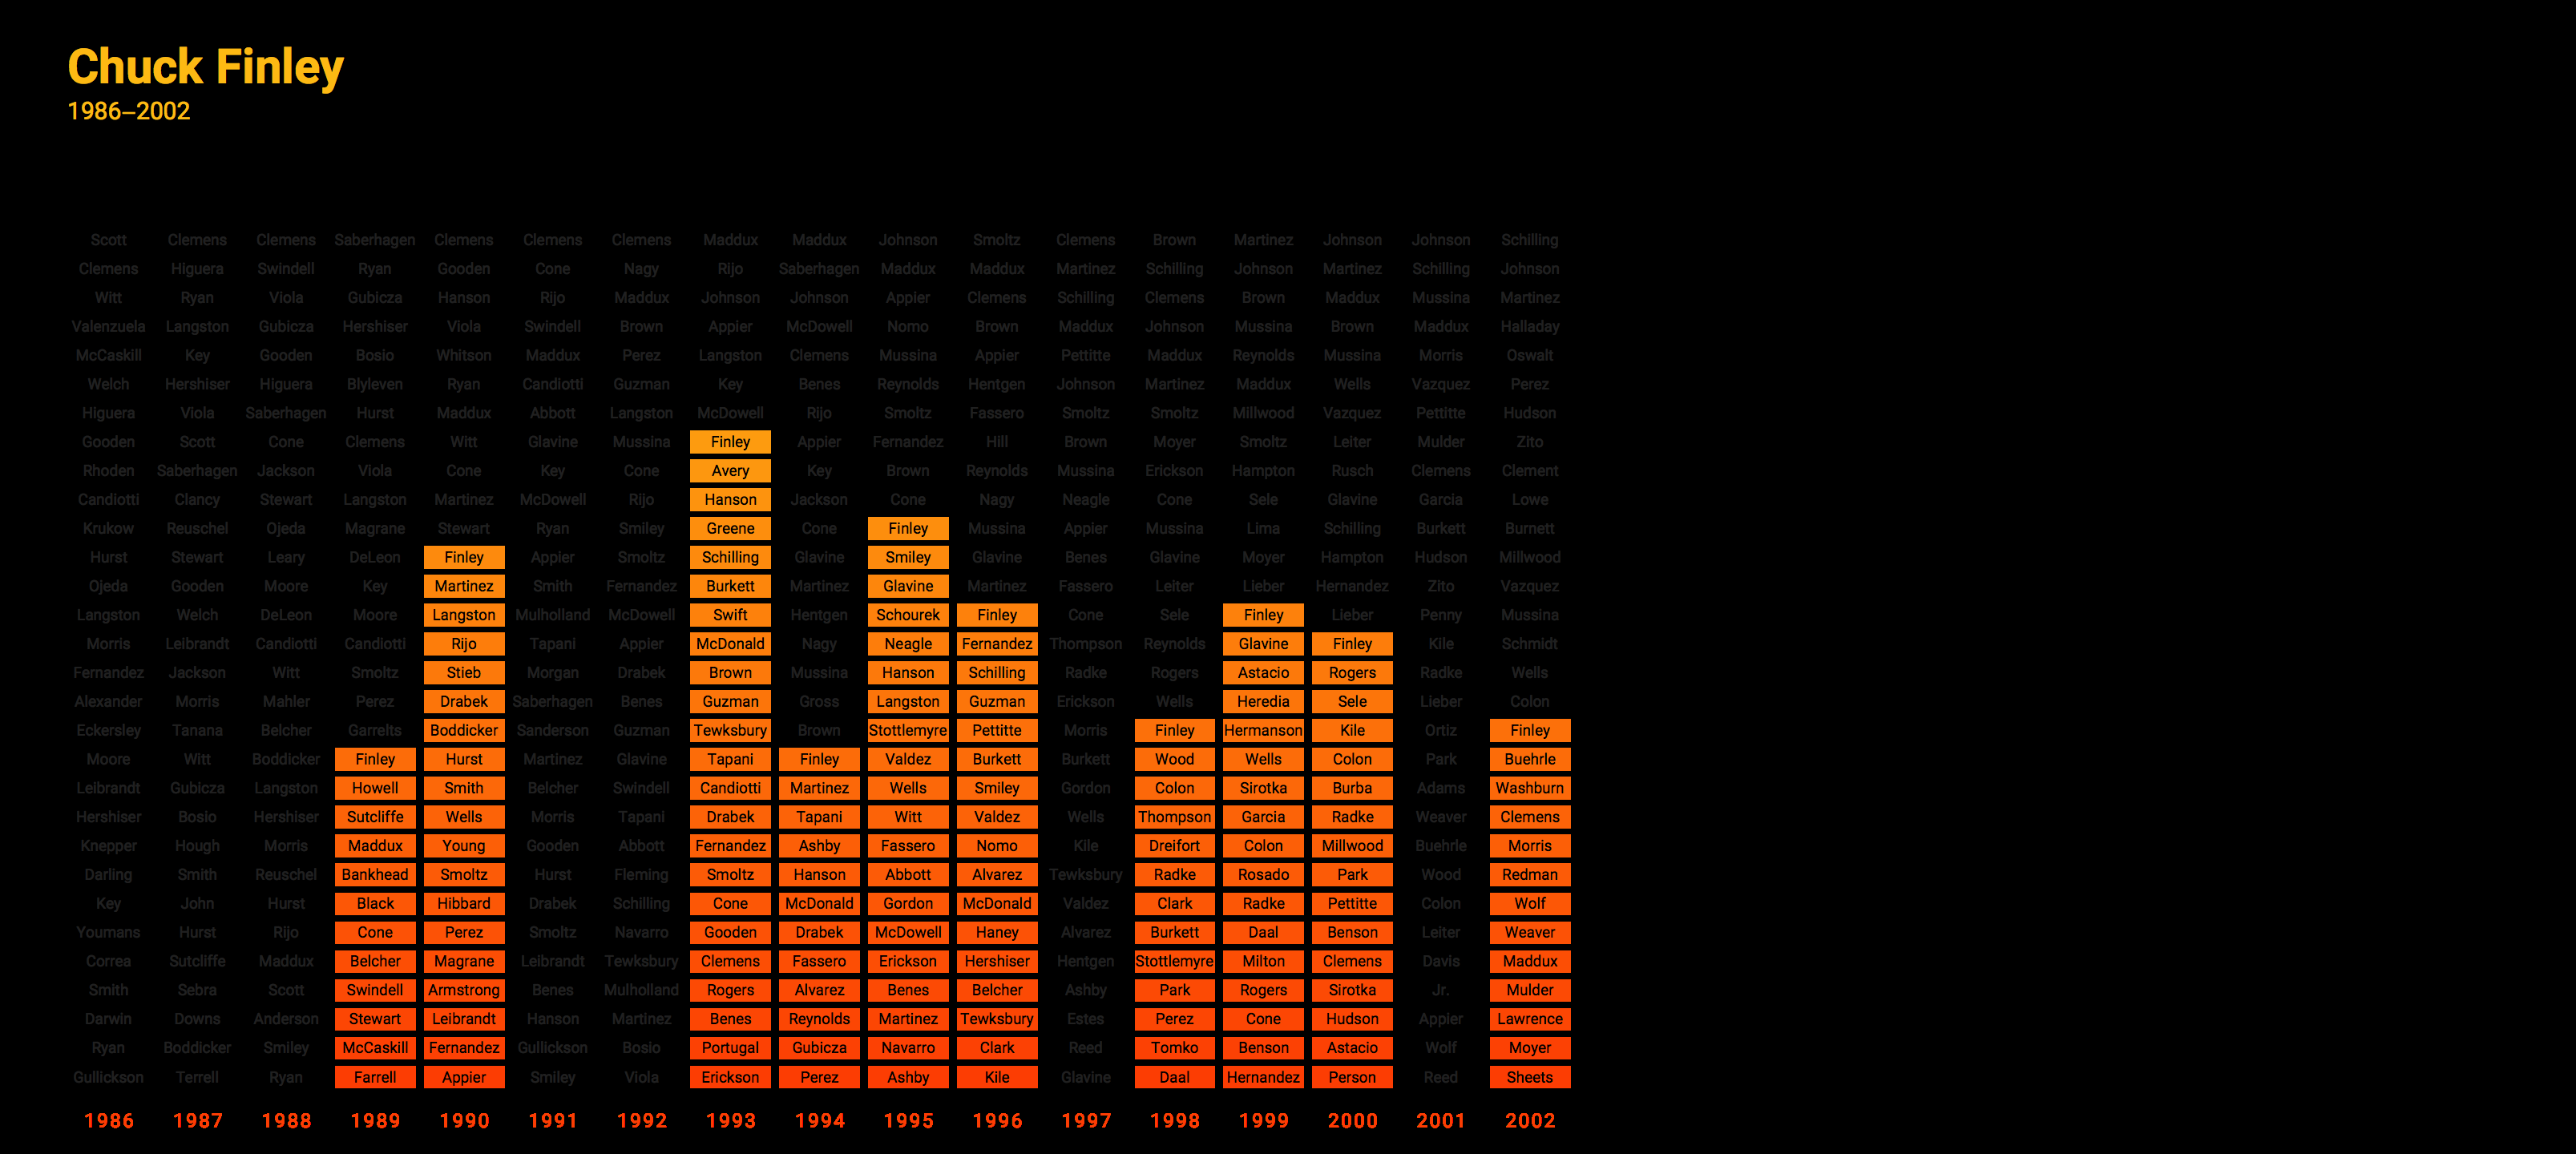 Chuck Finley
1986–2002
Scott Clemens Clemens Saberhagen Clemens Clemens Clemens Maddux Maddux Johnson Smoltz Clemens Brown Martinez Johnson Johnson Schilling
Clemens Higuera Swindell Ryan Gooden Cone Nagy Rijo Saberhagen Maddux Maddux Martinez Schilling Johnson Martinez Schilling Johnson
Witt Ryan Viola Gubicza Hanson Rijo Maddux Johnson Johnson Appier Clemens Schilling Clemens Brown Maddux Mussina Martinez
Valenzuela Langston Gubicza Hershiser Viola Swindell Brown Appier McDowell Nomo Brown Maddux Johnson Mussina Brown Maddux Halladay
McCaskill Key Gooden Bosio Whitson Maddux Perez Langston Clemens Mussina Appier Pettitte Maddux Reynolds Mussina Morris Oswalt
Welch Hershiser Higuera Blyleven Ryan Candiotti Guzman Key Benes Reynolds Hentgen Johnson Martinez Maddux Wells Vazquez Perez
Higuera Viola Saberhagen Hurst Maddux Abbott Langston McDowell Rijo Smoltz Fassero Smoltz Smoltz Millwood Vazquez Pettitte Hudson
Gooden Scott Cone Clemens Witt Glavine Mussina Finley Appier Fernandez Hill Brown Moyer Smoltz Leiter Mulder Zito
Rhoden Saberhagen Jackson Viola Cone Key Cone Avery Key Brown Reynolds Mussina Erickson Hampton Rusch Clemens Clement
Candiotti Clancy Stewart Langston Martinez McDowell Rijo Hanson Jackson Cone Nagy Neagle Cone Sele Glavine Garcia Lowe
Krukow Reuschel Ojeda Magrane Stewart Ryan Smiley Greene Cone Finley Mussina Appier Mussina Lima Schilling Burkett Burnett
Hurst Stewart Leary DeLeon Finley Appier Smoltz Schilling Glavine Smiley Glavine Benes Glavine Moyer Hampton Hudson Millwood
Ojeda Gooden Moore Key Martinez Smith Fernandez Burkett Martinez Glavine Martinez Fassero Leiter Lieber Hernandez Zito Vazquez
Langston Welch DeLeon Moore Langston Mulholland McDowell Swift Hentgen Schourek Finley Cone Sele Finley Lieber Penny Mussina
Morris Leibrandt Candiotti Candiotti Rijo Tapani Appier McDonald Nagy Neagle Fernandez Thompson Reynolds Glavine Finley Kile Schmidt
Fernandez Jackson Witt Smoltz Stieb Morgan Drabek Brown Mussina Hanson Schilling Radke Rogers Astacio Rogers Radke Wells
Alexander Morris Mahler Perez Drabek Saberhagen Benes Guzman Gross Langston Guzman Erickson Wells Heredia Sele Lieber Colon
Eckersley Tanana Belcher Garrelts Boddicker Sanderson Guzman Tewksbury Brown Stottlemyre Pettitte Morris Finley Hermanson Kile Ortiz Finley
Moore Witt Boddicker Finley Hurst Martinez Glavine Tapani Finley Valdez Burkett Burkett Wood Wells Colon Park Buehrle
Leibrandt Gubicza Langston Howell Smith Belcher Swindell Candiotti Martinez Wells Smiley Gordon Colon Sirotka Burba Adams Washburn
Hershiser Bosio Hershiser Sutcliffe Wells Morris Tapani Drabek Tapani Witt Valdez Wells Thompson Garcia Radke Weaver Clemens
Knepper Hough Morris Maddux Young Gooden Abbott Fernandez Ashby Fassero Nomo Kile Dreifort Colon Millwood Buehrle Morris
Darling Smith Reuschel Bankhead Smoltz Hurst Fleming Smoltz Hanson Abbott Alvarez Tewksbury Radke Rosado Park Wood Redman
Key John Hurst Black Hibbard Drabek Schilling Cone McDonald Gordon McDonald Valdez Clark Radke Pettitte Colon Wolf
Youmans Hurst Rijo Cone Perez Smoltz Navarro Gooden Drabek McDowell Haney Alvarez Burkett Daal Benson Leiter Weaver
Correa Sutcliffe Maddux Belcher Magrane Leibrandt Tewksbury Clemens Fassero Erickson Hershiser Hentgen Stottlemyre Milton Clemens Davis Maddux
Smith Sebra Scott Swindell Armstrong Benes Mulholland Rogers Alvarez Benes Belcher Ashby Park Rogers Sirotka Jr. Mulder
Darwin Downs Anderson Stewart Leibrandt Hanson Martinez Benes Reynolds Martinez Tewksbury Estes Perez Cone Hudson Appier Lawrence
Ryan Boddicker Smiley McCaskill Fernandez Gullickson Bosio Portugal Gubicza Navarro Clark Reed Tomko Benson Astacio Wolf Moyer
Gullickson Terrell Ryan Farrell Appier Smiley Viola Erickson Perez Ashby Kile Glavine Daal Hernandez Person Reed Sheets
1986 1987 1988 1989 1990 1991 1992 1993 1994 1995 1996 1997 1998 1999 2000 2001 2002